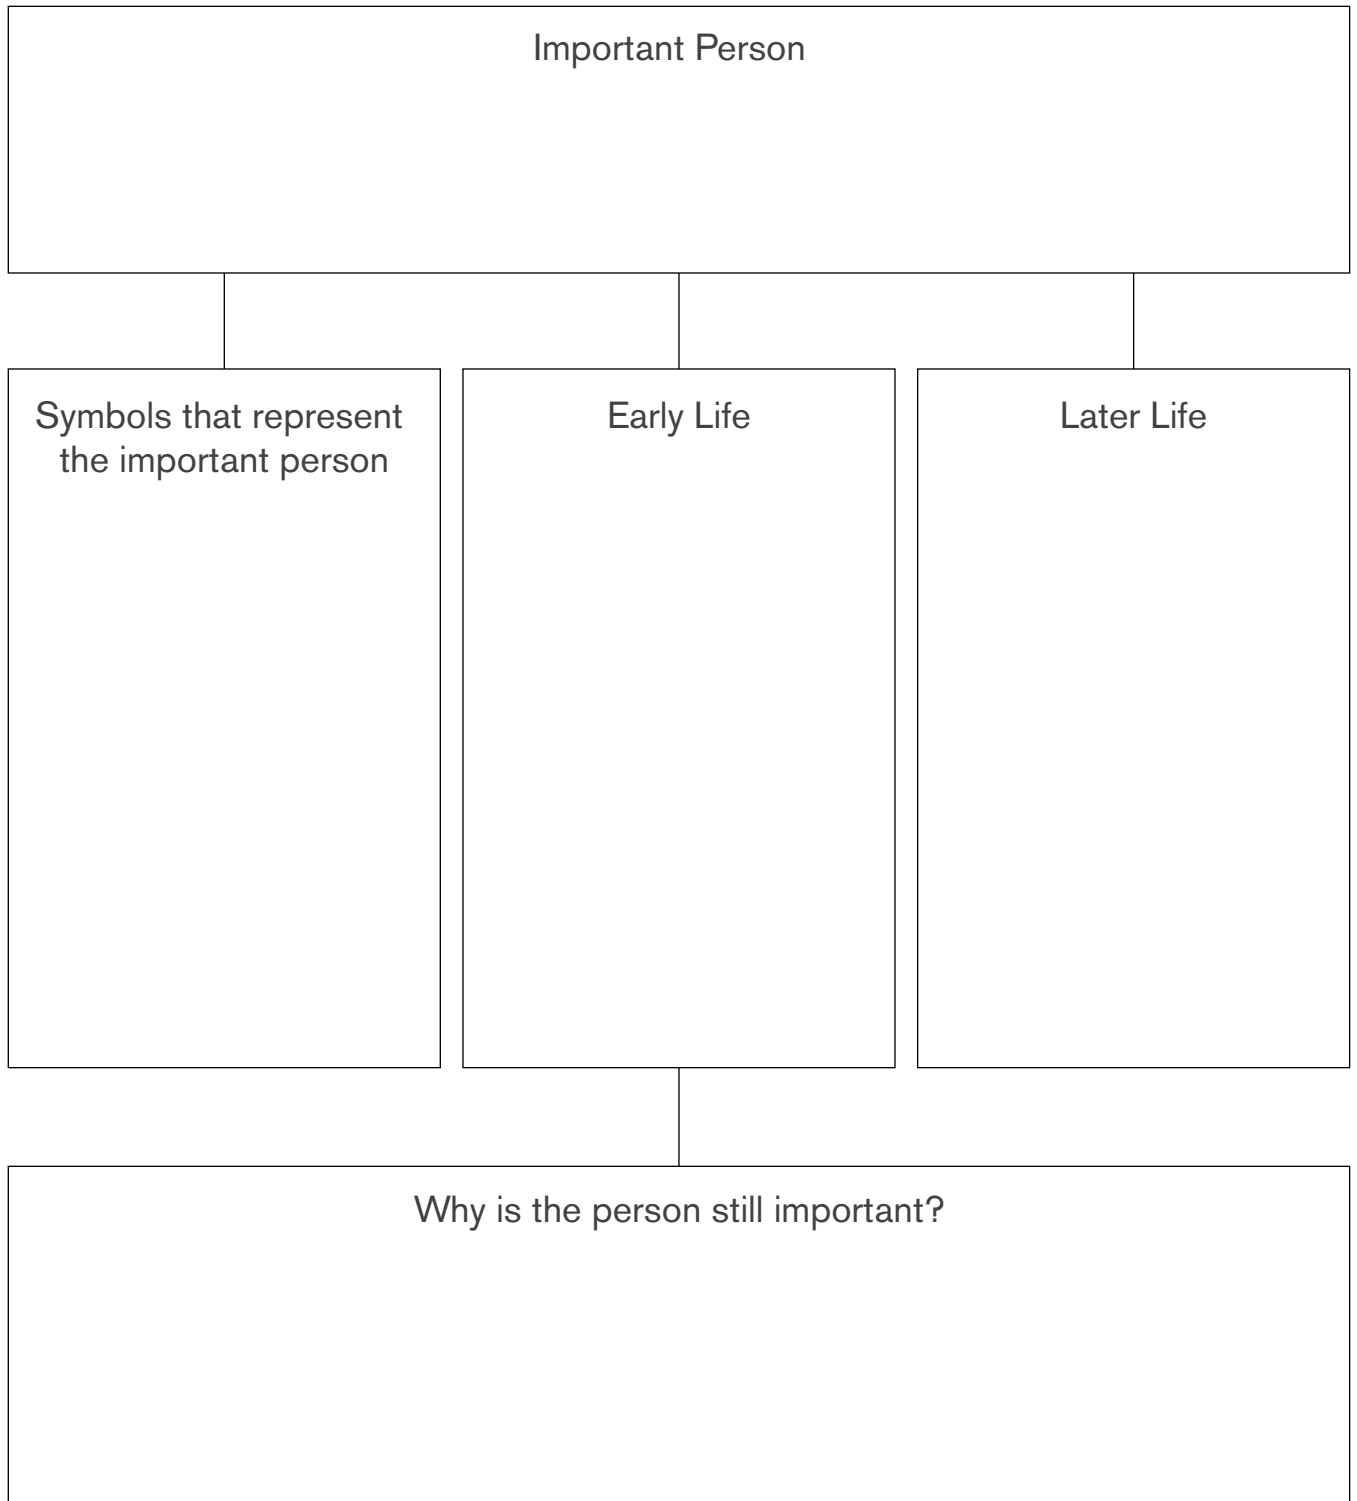 Important Person
Symbols that represent
the important person
Early Life
Later Life
Why is the person still important?